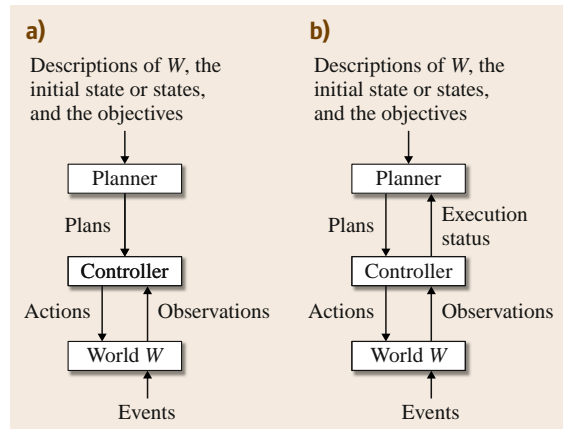 a)
Descriptions of W, the
initial state or states,
and the objectives
Planner
Plans
Controller
Actions
Observations
World W
Events
b)
Descriptions of W, the
initial state or states,
and the objectives
Planner
Plans
Execution
status
Controller
Actions
Observations
World W
Events